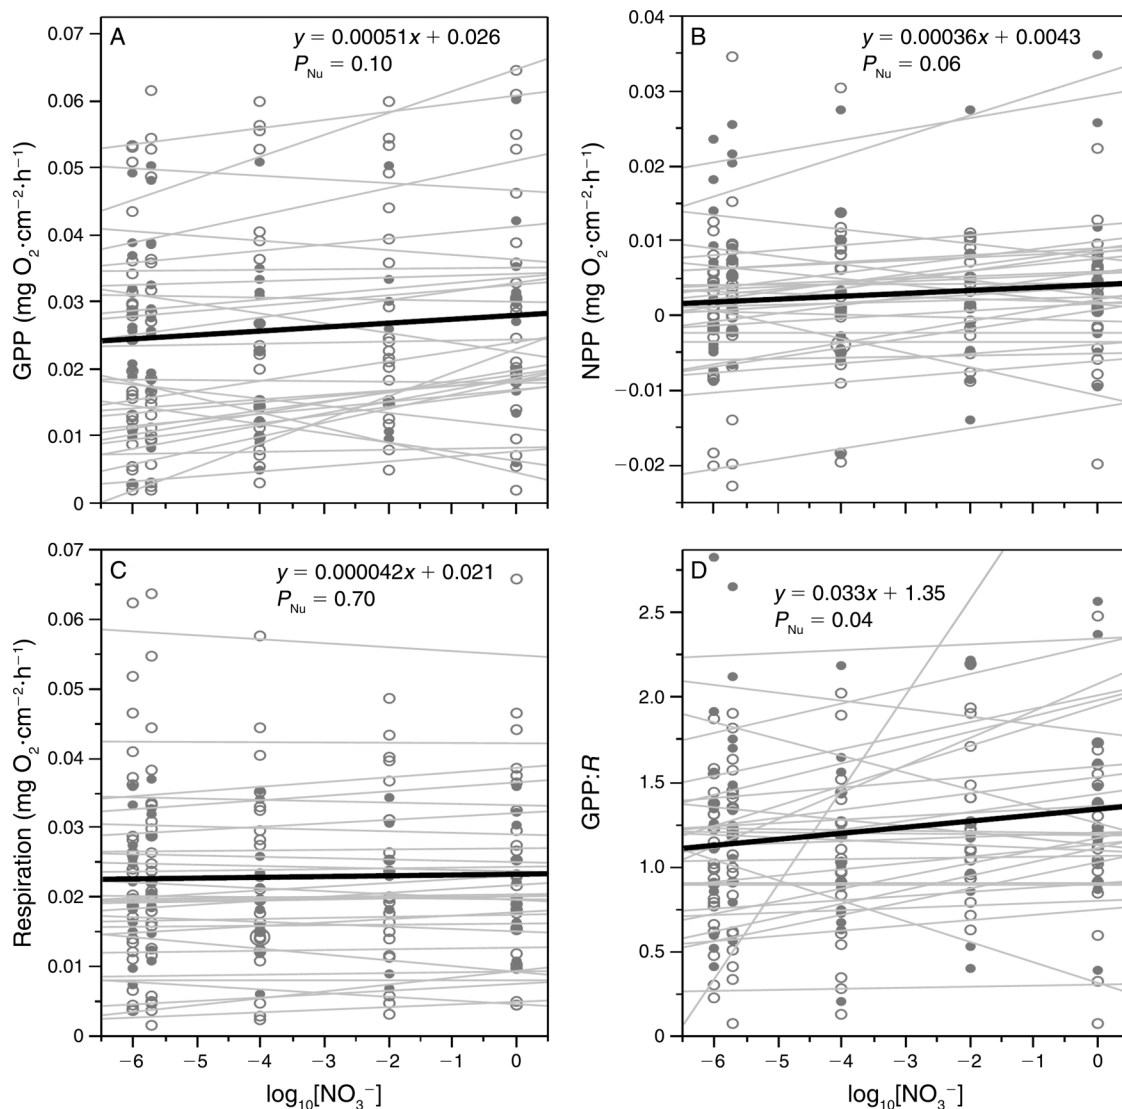 A
y = 0.00051x + 0.026
P_Nu = 0.10
GPP (mg O₂·cm⁻²·h⁻¹)
0.07
0.06
0.05
0.04
0.03
0.02
0.01
0
B
y = 0.00036x + 0.0043
P_Nu = 0.06
NPP (mg O₂·cm⁻²·h⁻¹)
0.04
0.03
0.02
0.01
0
−0.01
−0.02
C
y = 0.000042x + 0.021
P_Nu = 0.70
Respiration (mg O₂·cm⁻²·h⁻¹)
0.07
0.06
0.05
0.04
0.03
0.02
0.01
0
−6 −5 −4 −3 −2 −1 0
log₁₀[NO₃⁻]
D
y = 0.033x + 1.35
P_Nu = 0.04
GPP:R
2.5
2.0
1.5
1.0
0.5
0
−6 −5 −4 −3 −2 −1 0
log₁₀[NO₃⁻]